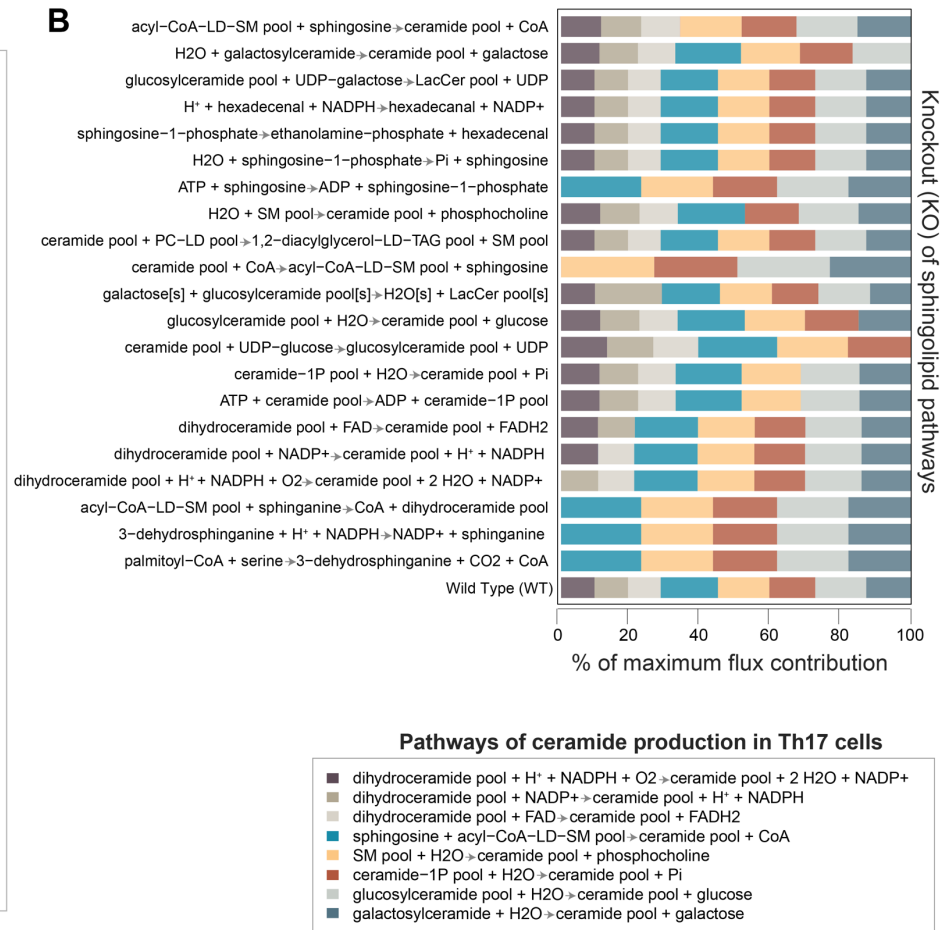 B
acyl−CoA−LD−SM pool + sphingosine→ceramide pool + CoA
H2O + galactosylceramide→ceramide pool + galactose
glucosylceramide pool + UDP−galactose→LacCer pool + UDP
H⁺ + hexadecenal + NADPH→hexadecanal + NADP+
sphingosine−1−phosphate→ethanolamine−phosphate + hexadecenal
H2O + sphingosine−1−phosphate→Pi + sphingosine
ATP + sphingosine→ADP + sphingosine−1−phosphate
H2O + SM pool→ceramide pool + phosphocholine
ceramide pool + PC−LD pool→1,2−diacylglycerol−LD−TAG pool + SM pool
ceramide pool + CoA→acyl−CoA−LD−SM pool + sphingosine
galactose[s] + glucosylceramide pool[s]→H2O[s] + LacCer pool[s]
glucosylceramide pool + H2O→ceramide pool + glucose
ceramide pool + UDP−glucose→glucosylceramide pool + UDP
ceramide−1P pool + H2O→ceramide pool + Pi
ATP + ceramide pool→ADP + ceramide−1P pool
dihydroceramide pool + FAD→ceramide pool + FADH2
dihydroceramide pool + NADP+→ceramide pool + H⁺ + NADPH
dihydroceramide pool + H⁺ + NADPH + O2→ceramide pool + 2 H2O + NADP+
acyl−CoA−LD−SM pool + sphinganine→CoA + dihydroceramide pool
3−dehydrosphinganine + H⁺ + NADPH→NADP+ + sphinganine
palmitoyl−CoA + serine→3−dehydrosphinganine + CO2 + CoA
Wild Type (WT)
Knockout (KO) of sphingolipid pathways
0 20 40 60 80 100
% of maximum flux contribution
Pathways of ceramide production in Th17 cells
dihydroceramide pool + H⁺ + NADPH + O2→ceramide pool + 2 H2O + NADP+
dihydroceramide pool + NADP+→ceramide pool + H⁺ + NADPH
dihydroceramide pool + FAD→ceramide pool + FADH2
sphingosine + acyl−CoA−LD−SM pool→ceramide pool + CoA
SM pool + H2O→ceramide pool + phosphocholine
ceramide−1P pool + H2O→ceramide pool + Pi
glucosylceramide pool + H2O→ceramide pool + glucose
galactosylceramide + H2O→ceramide pool + galactose